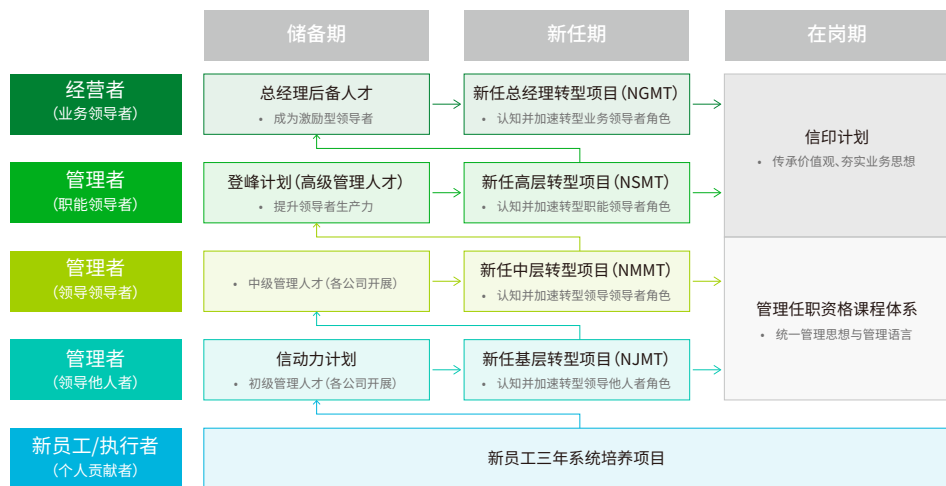 储备期
新任期
在岗期
经营者
(业务领导者)
总经理后备人才
• 成为激励型领导者
新任总经理转型项目(NGMT)
• 认知并加速转型业务领导者角色
信印计划
• 传承价值观、夯实业务思想
管理者
(职能领导者)
登峰计划(高级管理人才)
• 提升领导者生产力
新任高层转型项目(NSMT)
• 认知并加速转型职能领导者角色
管理者
(领导领导者)
• 中级管理人才(各公司开展)
新任中层转型项目(NMMT)
• 认知并加速转型领导领导者角色
管理任职资格课程体系
• 统一管理思想与管理语言
管理者
(领导他人者)
信动力计划
• 初级管理人才(各公司开展)
新任基层转型项目(NJMT)
• 认知并加速转型领导他人者角色
新员工/执行者
(个人贡献者)
新员工三年系统培养项目